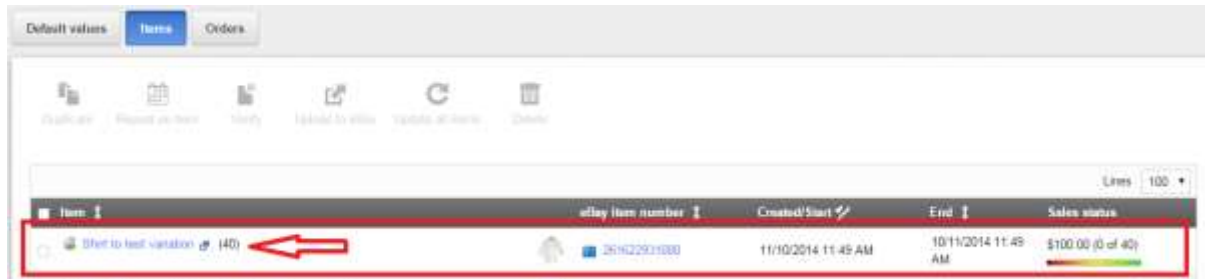 Default values Items Orders
Duplicate Repeat an item Verify Upload to eBay Update all items Delete
Lines 100
Item eBay item number Created/Start End Sales status
Shirt to test variation (40) 11/10/2014 11:49 AM 10/11/2014 11:49 AM $100.00 (0 of 40)